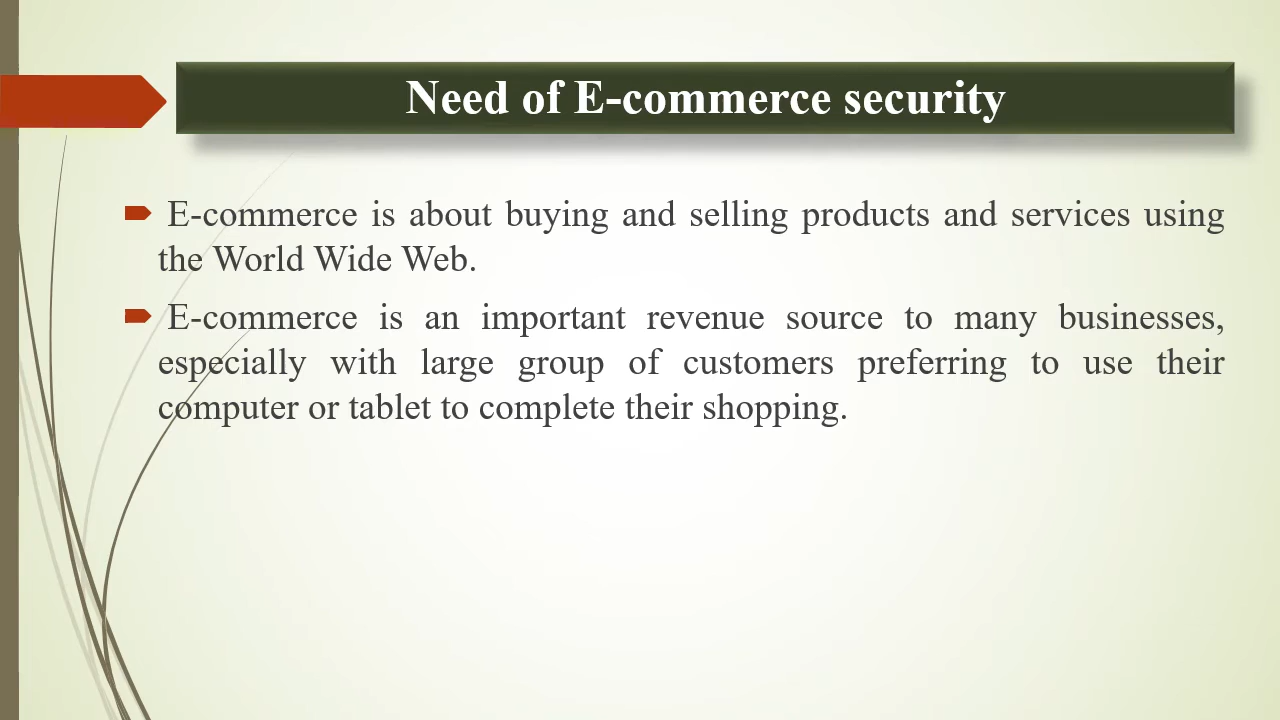 Need of E-commerce security
E-commerce is about buying and selling products and services using
the World Wide Web.
E-commerce is an important revenue source to many businesses,
especially with large group of customers preferring to use their
computer or tablet to complete their shopping.